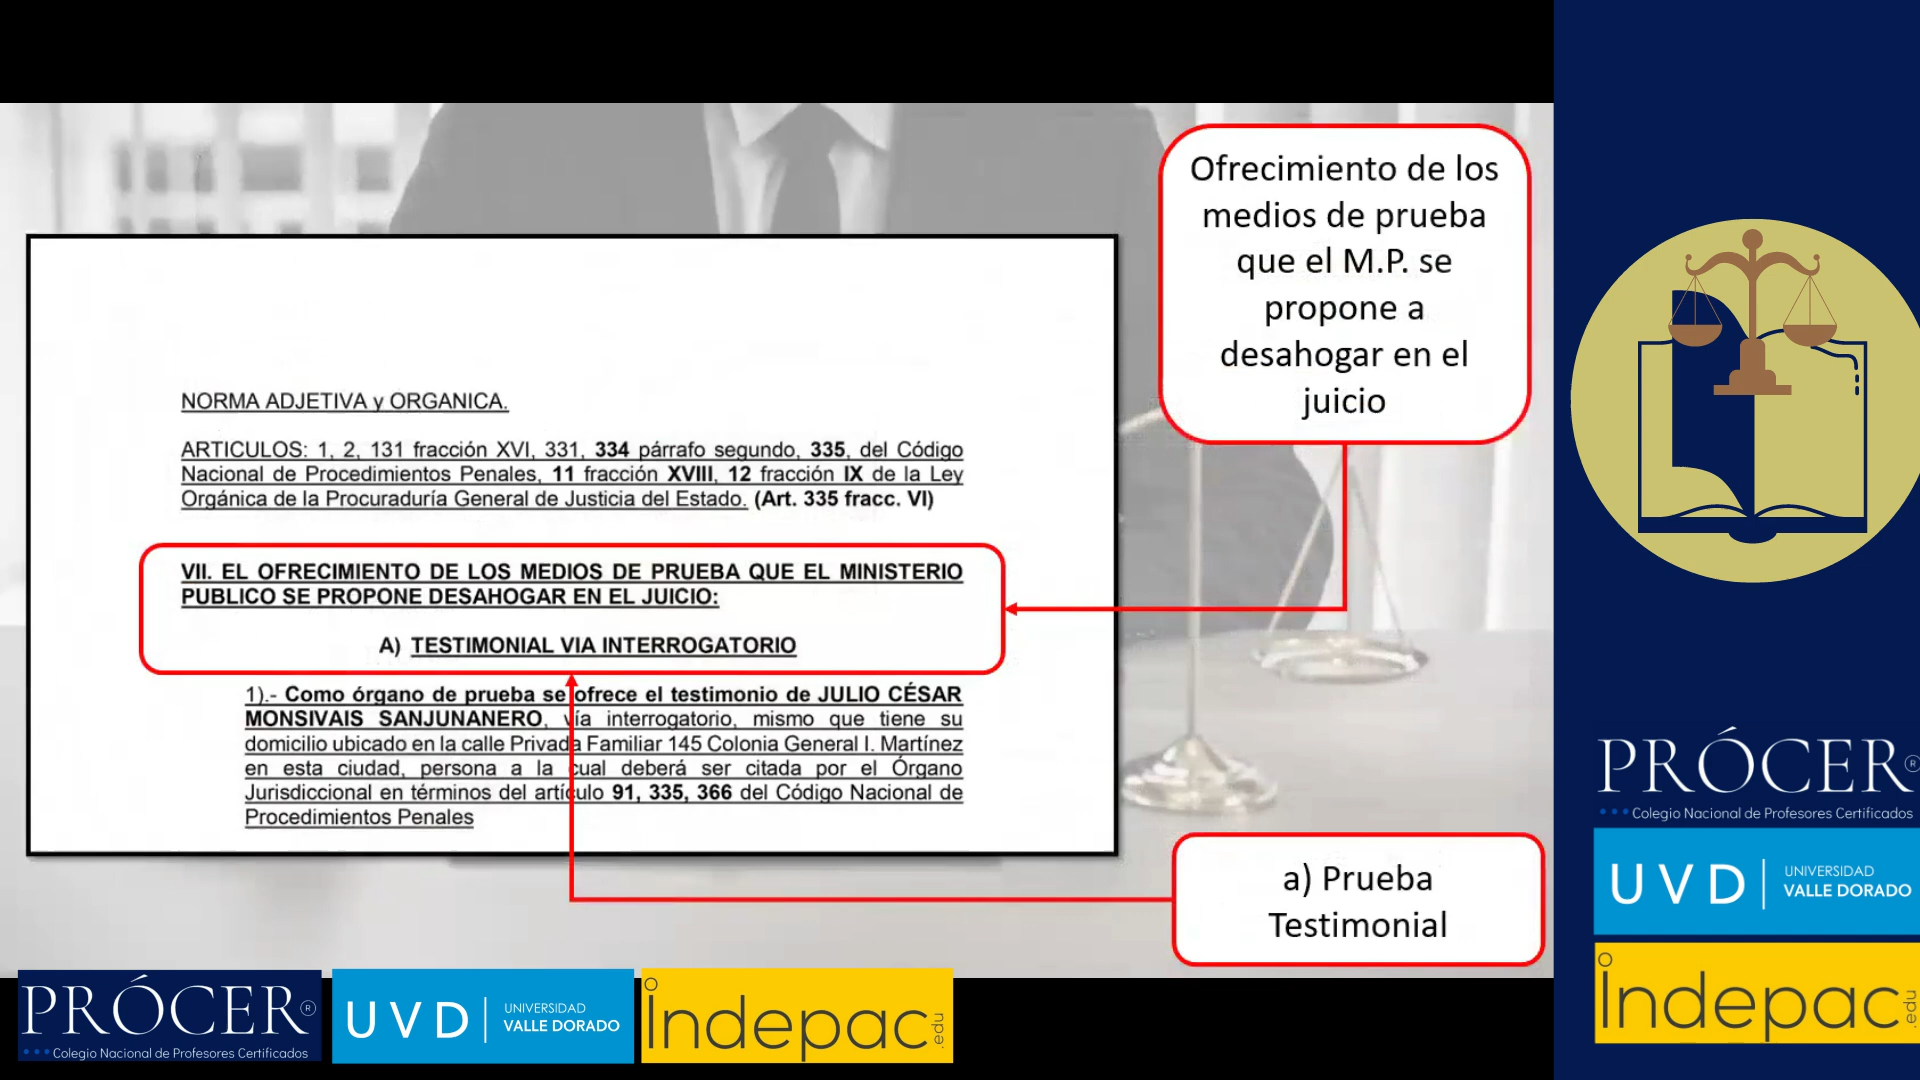 Ofrecimiento de los
medios de prueba
que el M.P. se
propone a
desahogar en el
juicio
NORMA ADJETIVA y ORGANICA.
ARTICULOS: 1, 2, 131 fracción XVI, 331, 334 párrafo segundo, 335, del Código
Nacional de Procedimientos Penales, 11 fracción XVIII, 12 fracción IX de la Ley
Orgánica de la Procuraduría General de Justicia del Estado. (Art. 335 fracc. VI)
VII. EL OFRECIMIENTO DE LOS MEDIOS DE PRUEBA QUE EL MINISTERIO
PUBLICO SE PROPONE DESAHOGAR EN EL JUICIO:
A) TESTIMONIAL VIA INTERROGATORIO
1).- Como órgano de prueba se ofrece el testimonio de JULIO CÉSAR
MONSIVAIS SANJUNANERO, vía interrogatorio, mismo que tiene su
domicilio ubicado en la calle Privada Familiar 145 Colonia General I. Martínez
en esta ciudad, persona a la cual deberá ser citada por el Órgano
Jurisdiccional en términos del artículo 91, 335, 366 del Código Nacional de
Procedimientos Penales
a) Prueba
Testimonial
PRÓCER®
Colegio Nacional de Profesores Certificados
UVD | UNIVERSIDAD
VALLE DORADO
Indepac.edu
PRÓCER®
Colegio Nacional de Profesores Certificados
UVD | UNIVERSIDAD
VALLE DORADO
Indepac.edu